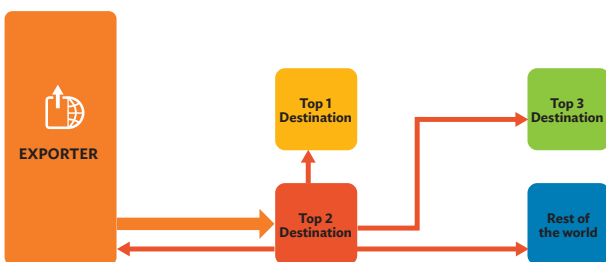 EXPORTER
Top 1
Destination
Top 3
Destination
Top 2
Destination
Rest of
the world